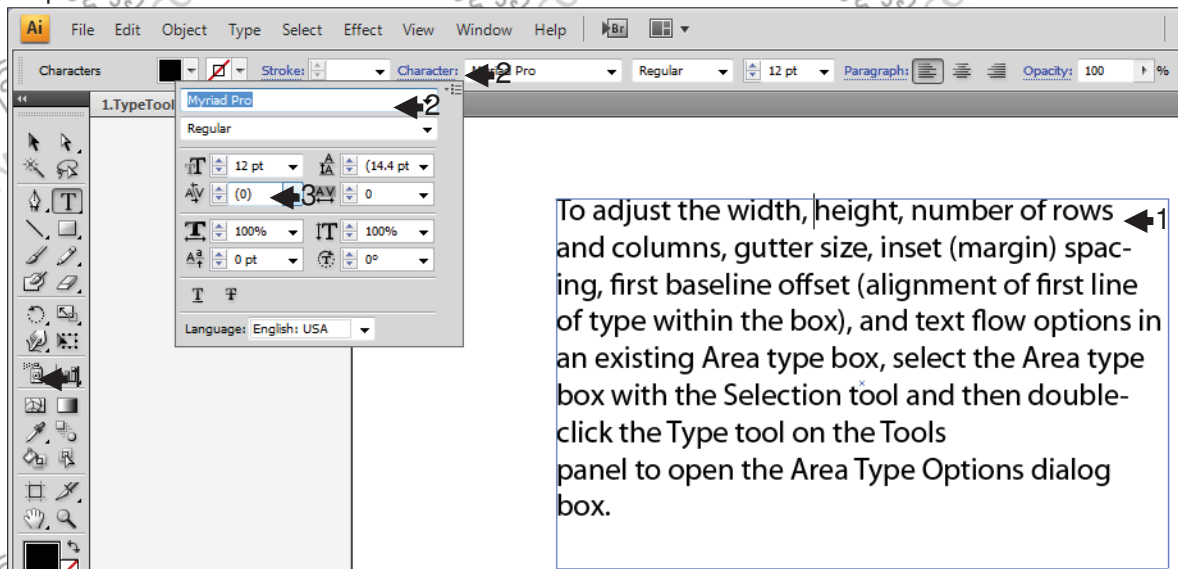 Ai File Edit Object Type Select Effect View Window Help Br
Characters Stroke: Character: 2 Pro Regular 12 pt Paragraph: Opacity: 100 %
1.TypeTool
Myriad Pro 2
Regular
12 pt (14.4 pt
(0) 3 0
100% 100%
0 pt 0°
T T
Language: English: USA
To adjust the width, height, number of rows 1
and columns, gutter size, inset (margin) spac-
ing, first baseline offset (alignment of first line
of type within the box), and text flow options in
an existing Area type box, select the Area type
box with the Selection tool and then double-
click the Type tool on the Tools
panel to open the Area Type Options dialog
box.